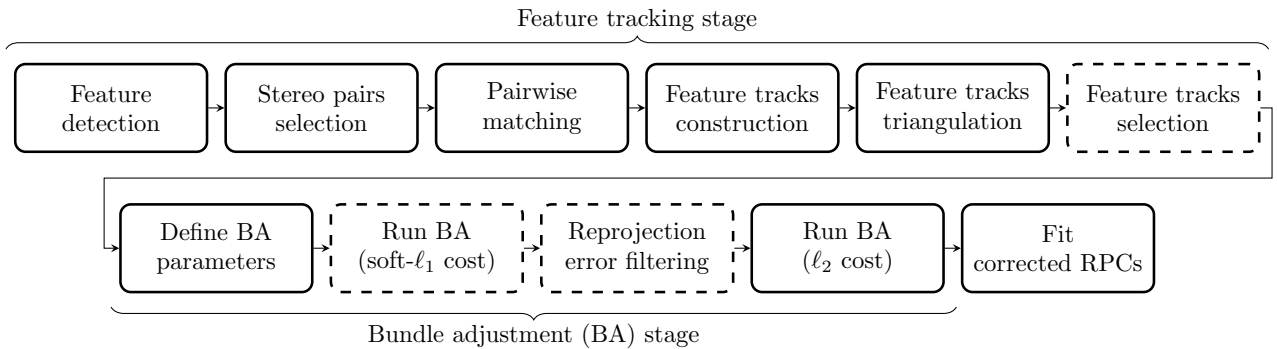 Feature tracking stage
Feature
detection
Stereo pairs
selection
Pairwise
matching
Feature tracks
construction
Feature tracks
triangulation
Feature tracks
selection
Define BA
parameters
Run BA
(soft-ℓ₁ cost)
Reprojection
error filtering
Run BA
(ℓ₂ cost)
Fit
corrected RPCs
Bundle adjustment (BA) stage